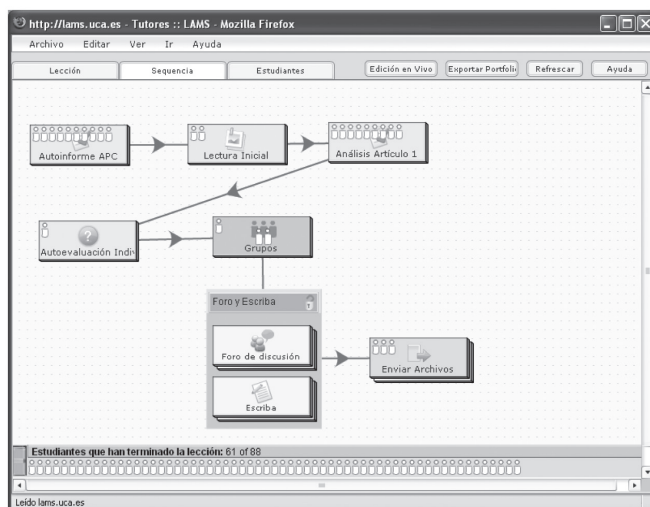 http://lams.uca.es - Tutores :: LAMS - Mozilla Firefox
Archivo Editar Ver Ir Ayuda
Lección Sequencia Estudiantes Edición en Vivo Exportar Portfoli Refrescar Ayuda
Autoinforme APC
Lectura Inicial
Análisis Artículo 1
Autoevaluación Indiv
Grupos
Foro y Escriba
Foro de discusión
Enviar Archivos
Escriba
Estudiantes que han terminado la lección: 61 of 88
Leído lams.uca.es